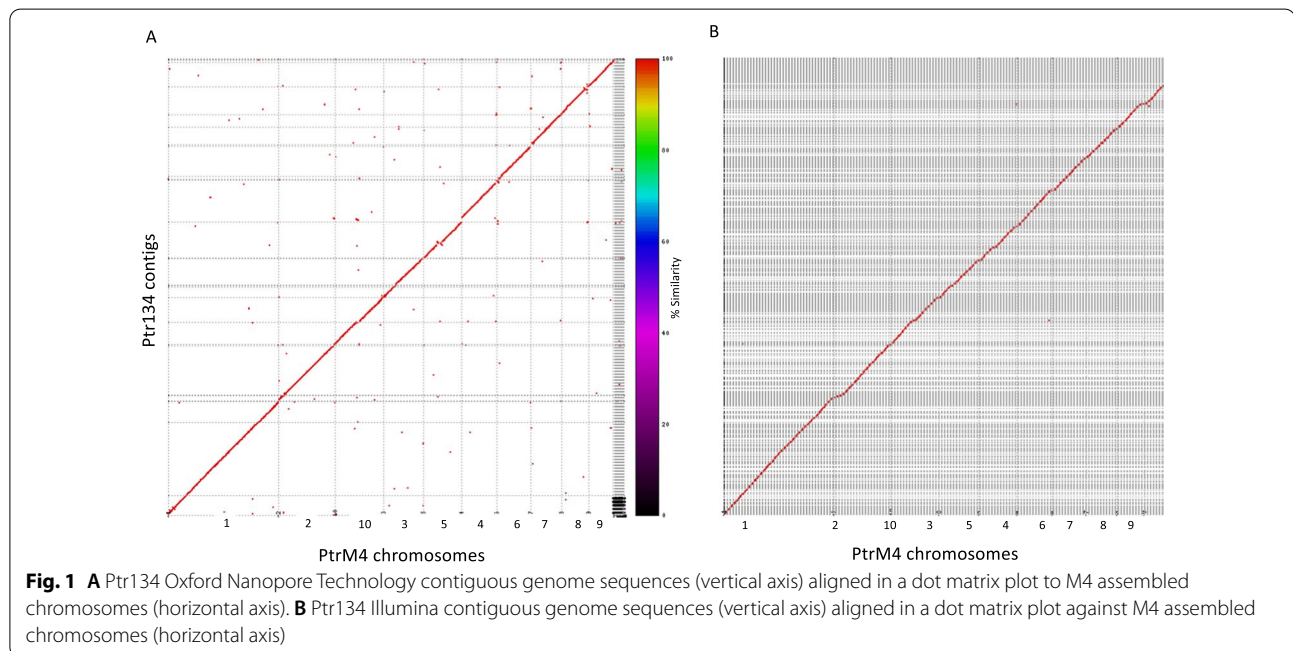 A
B
100
80
60
40
20
0
% Similarity
Ptr134 contigs
1 2 10 3 5 4 6 7 8 9
PtrM4 chromosomes
1 2 10 3 5 4 6 7 8 9
PtrM4 chromosomes
Fig. 1 A Ptr134 Oxford Nanopore Technology contiguous genome sequences (vertical axis) aligned in a dot matrix plot to M4 assembled
chromosomes (horizontal axis). B Ptr134 Illumina contiguous genome sequences (vertical axis) aligned in a dot matrix plot against M4 assembled
chromosomes (horizontal axis)